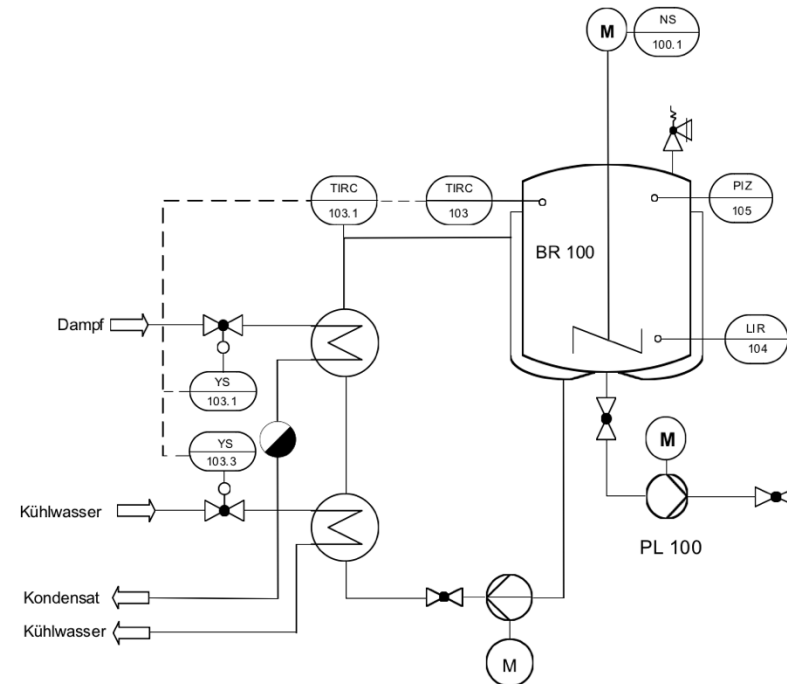 M
NS
100.1
TIRC
103.1
TIRC
103
PIZ
105
BR 100
Dampf
LIR
104
YS
103.1
YS
103.3
M
Kühlwasser
PL 100
Kondensat
Kühlwasser
M